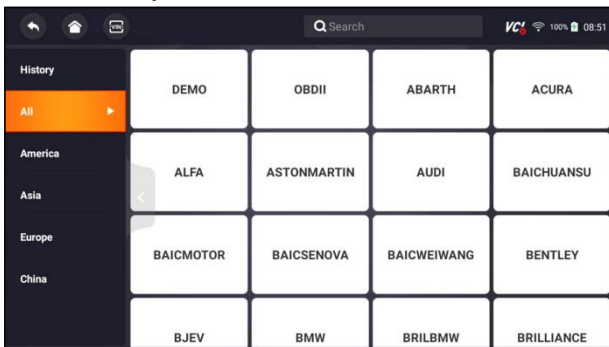 VIN
Search
VCI 100% 08:51
History
All
America
Asia
Europe
China
DEMO OBDII ABARTH ACURA
ALFA ASTONMARTIN AUDI BAICHUANSU
BAICMOTOR BAICSENOVA BAICWEIWANG BENTLEY
BJEV BMW BRILBMW BRILLIANCE